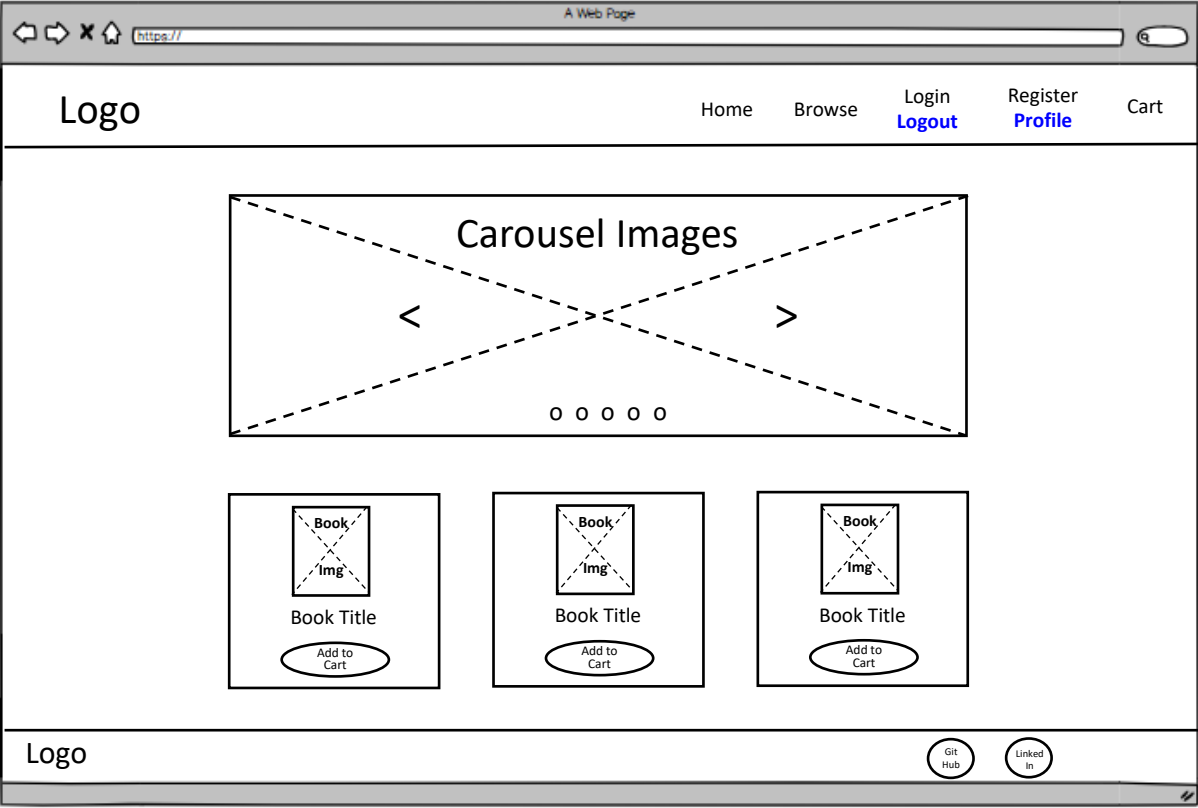 A Web Page
https://
Logo
Home
Browse
Login
Logout
Register
Profile
Cart
Carousel Images
< >
o o o o o
Book
Img
Book Title
Add to
Cart
Book
Img
Book Title
Add to
Cart
Book
Img
Book Title
Add to
Cart
Logo
Git
Hub
Linked
In